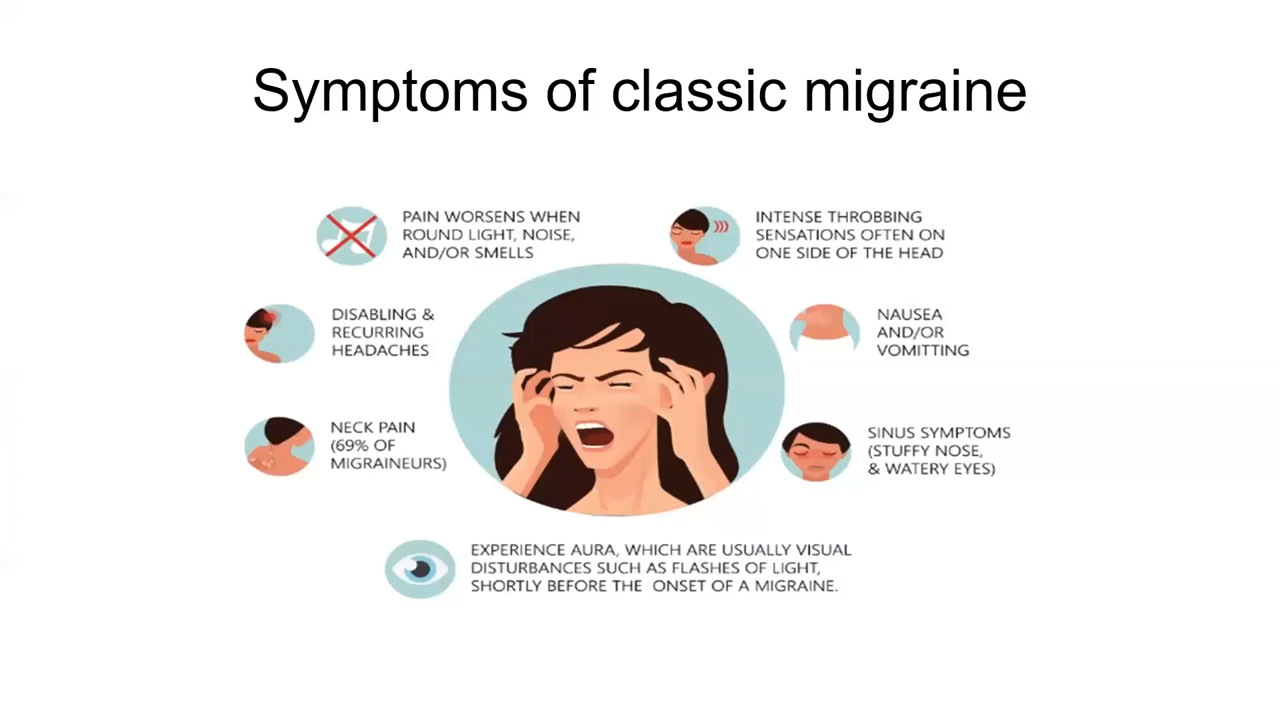 Symptoms of classic migraine
PAIN WORSENS WHEN
ROUND LIGHT, NOISE,
AND/OR SMELLS
INTENSE THROBBING
SENSATIONS OFTEN ON
ONE SIDE OF THE HEAD
DISABLING &
RECURRING
HEADACHES
NAUSEA
AND/OR
VOMITTING
NECK PAIN
(69% OF
MIGRAINEURS)
SINUS SYMPTOMS
(STUFFY NOSE,
& WATERY EYES)
EXPERIENCE AURA, WHICH ARE USUALLY VISUAL
DISTURBANCES SUCH AS FLASHES OF LIGHT,
SHORTLY BEFORE THE ONSET OF A MIGRAINE.